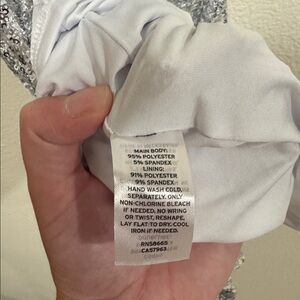 MAIN BODY:
95% POLYESTER
5% SPANDEX
LINING:
91% POLYESTER
9% SPANDEX
HAND WASH COLD,
SEPARATELY. ONLY
NON-CHLORINE BLEACH
IF NEEDED. NO WRING
OR TWIST, RESHAPE,
LAY FLAT TO DRY. COOL
IRON IF NEEDED.
RN58665
CA57963